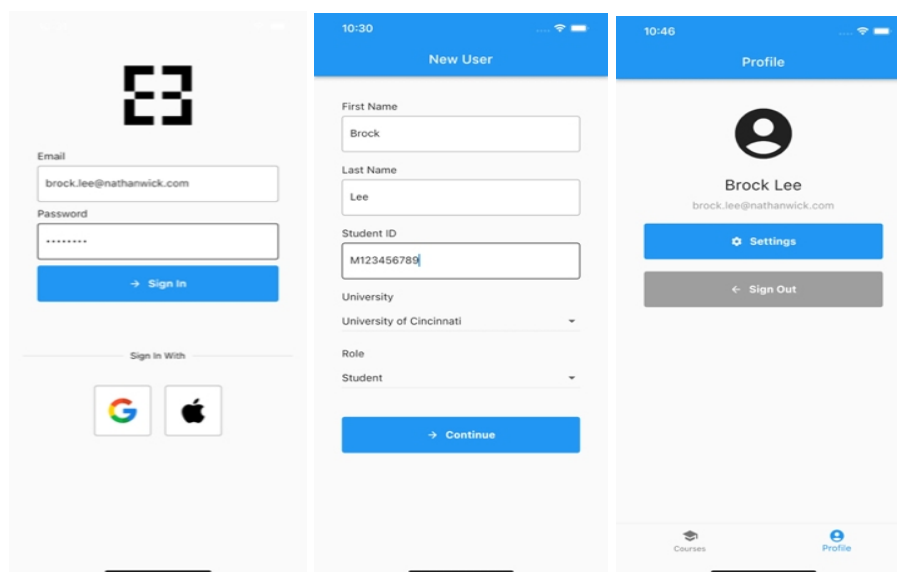 Email
brock.lee@nathanwick.com
Password
········
→ Sign In
Sign In With
10:30
New User
First Name
Brock
Last Name
Lee
Student ID
M123456789
University
University of Cincinnati
Role
Student
→ Continue
10:46
Profile
Brock Lee
brock.lee@nathanwick.com
Settings
← Sign Out
Courses
Profile